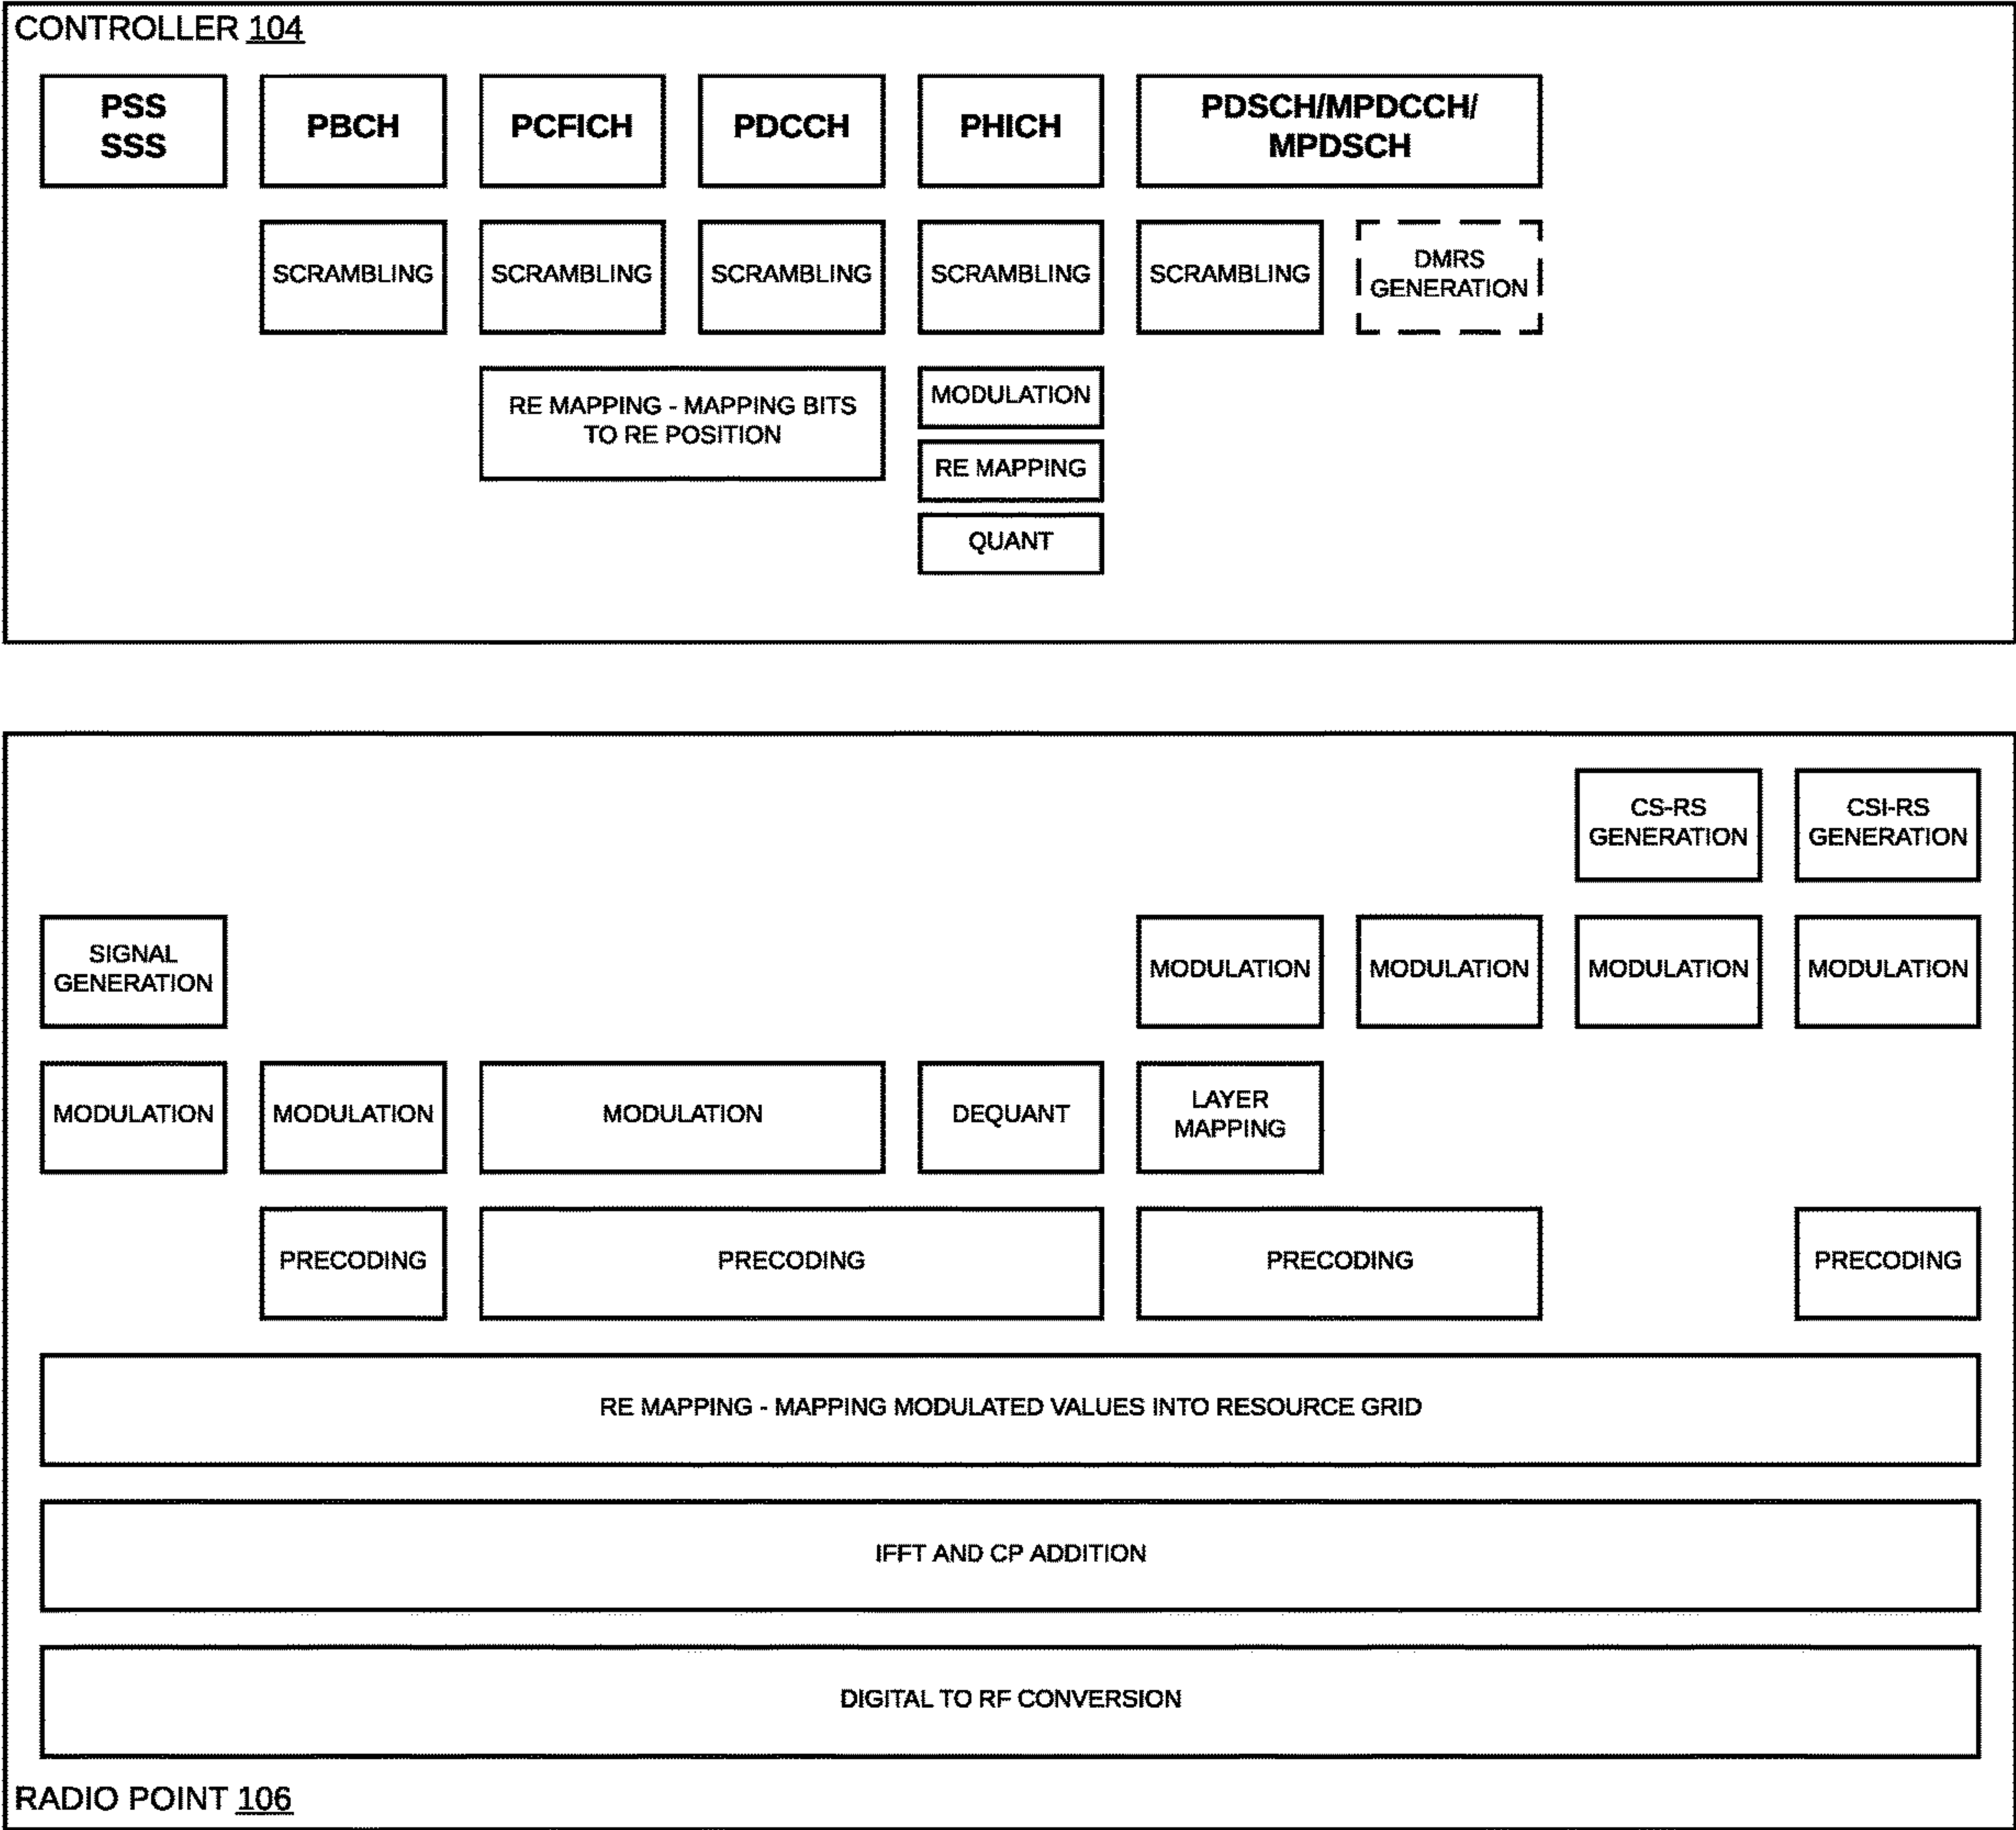 CONTROLLER 104
PSS
SSS
PBCH
PCFICH
PDCCH
PHICH
PDSCH/MPDCCH/
MPDSCH
SCRAMBLING
SCRAMBLING
SCRAMBLING
SCRAMBLING
SCRAMBLING
DMRS
GENERATION
RE MAPPING - MAPPING BITS
TO RE POSITION
MODULATION
RE MAPPING
QUANT
CS-RS
GENERATION
CSI-RS
GENERATION
SIGNAL
GENERATION
MODULATION
MODULATION
MODULATION
MODULATION
MODULATION
MODULATION
MODULATION
DEQUANT
LAYER
MAPPING
PRECODING
PRECODING
PRECODING
PRECODING
RE MAPPING - MAPPING MODULATED VALUES INTO RESOURCE GRID
IFFT AND CP ADDITION
DIGITAL TO RF CONVERSION
RADIO POINT 106